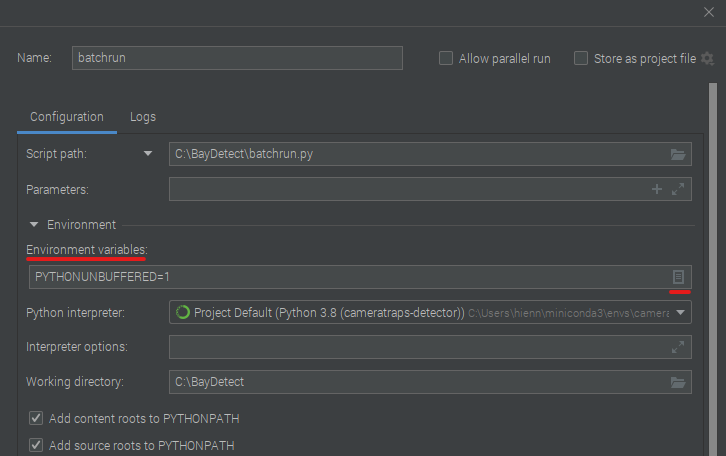 Name: batchrun Allow parallel run Store as project file
Configuration Logs
Script path: C:\BayDetect\batchrun.py
Parameters:
Environment
Environment variables:
PYTHONUNBUFFERED=1
Python interpreter: Project Default (Python 3.8 (cameratraps-detector)) C:\Users\hienn\miniconda3\envs\camera
Interpreter options:
Working directory: C:\BayDetect
Add content roots to PYTHONPATH
Add source roots to PYTHONPATH